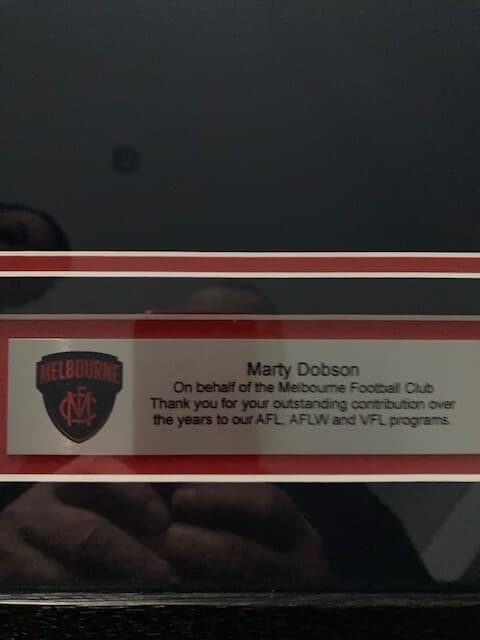 MELBOURNE
MFC
Marty Dobson
On behalf of the Melbourne Football Club
Thank you for your outstanding contribution over
the years to our AFL, AFLW and VFL programs.